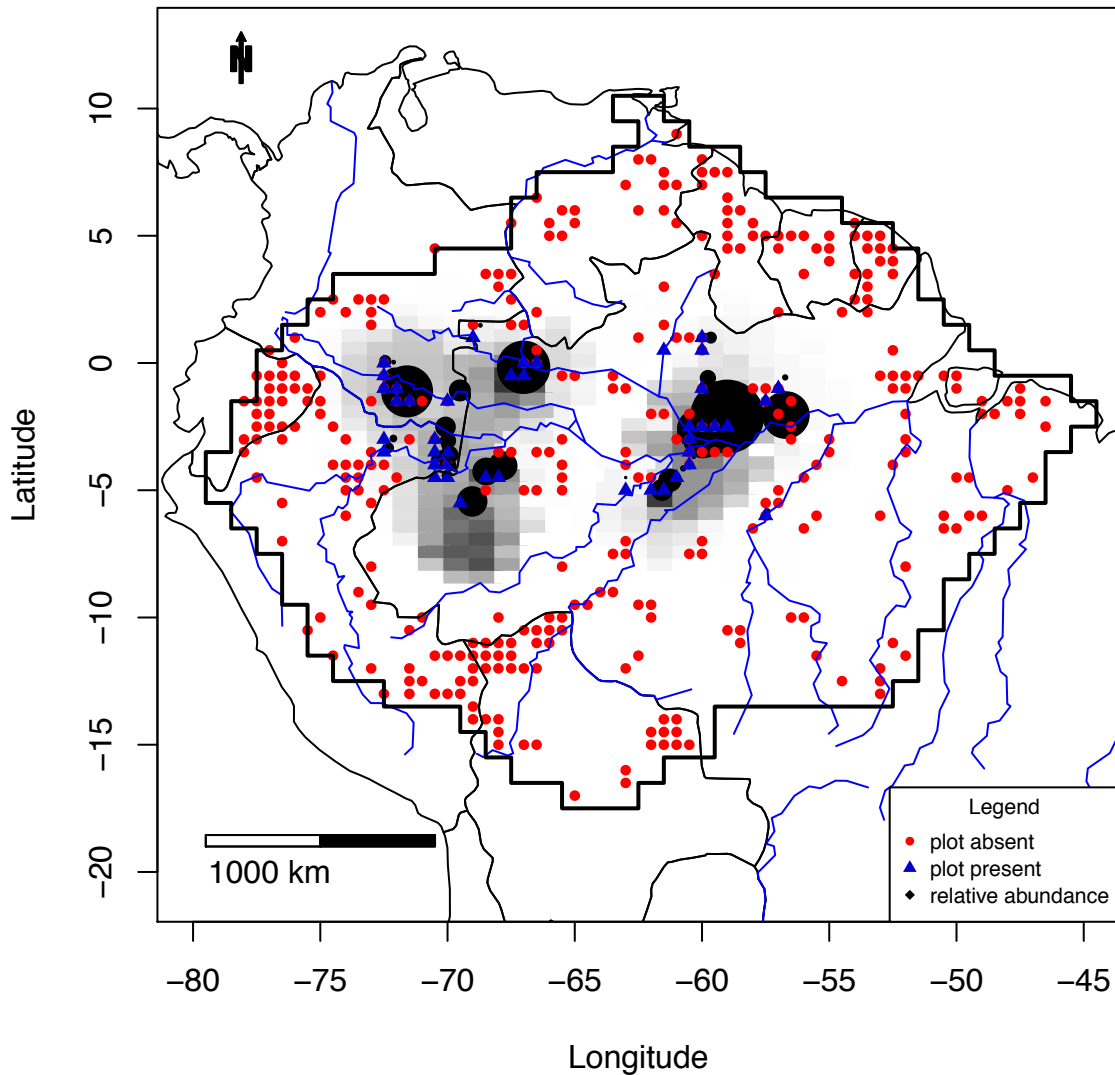 N
10
5
0
−5
−10
−15
−20
Latitude
1000 km
Legend
plot absent
plot present
relative abundance
−80
−75
−70
−65
−60
−55
−50
−45
Longitude